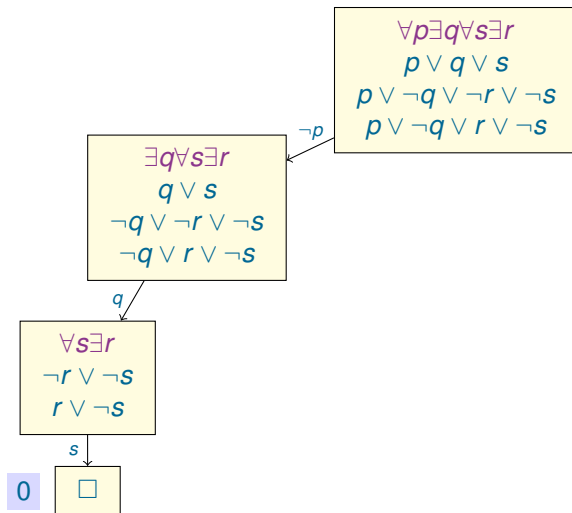 ∀p∃q∀s∃r
p ∨ q ∨ s
p ∨ ¬q ∨ ¬r ∨ ¬s
p ∨ ¬q ∨ r ∨ ¬s
¬p
∃q∀s∃r
q ∨ s
¬q ∨ ¬r ∨ ¬s
¬q ∨ r ∨ ¬s
q
∀s∃r
¬r ∨ ¬s
r ∨ ¬s
s
0 □